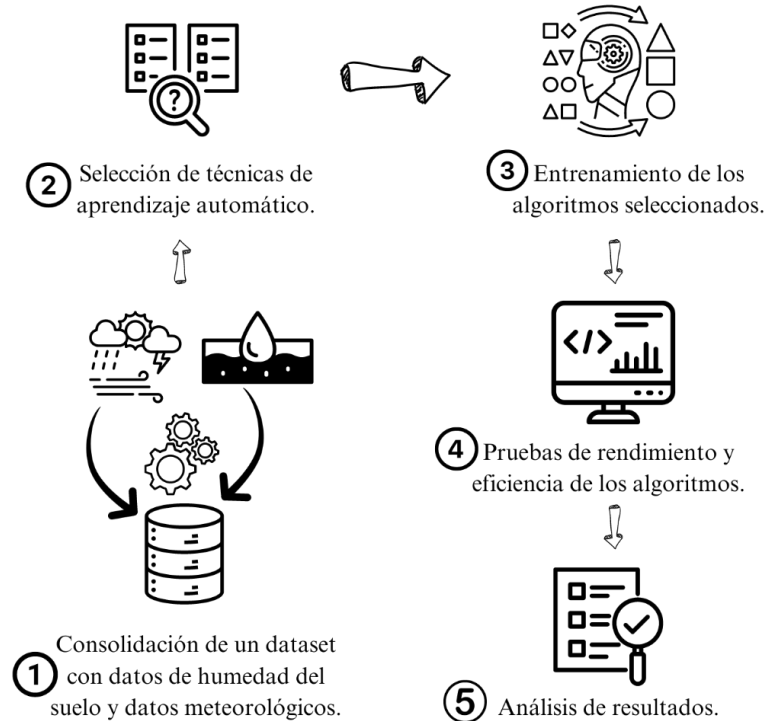 ?
2
Selección de técnicas de
aprendizaje automático.
3
Entrenamiento de los
algoritmos seleccionados.
</>
4
Pruebas de rendimiento y
eficiencia de los algoritmos.
1
Consolidación de un dataset
con datos de humedad del
suelo y datos meteorológicos.
5
Análisis de resultados.